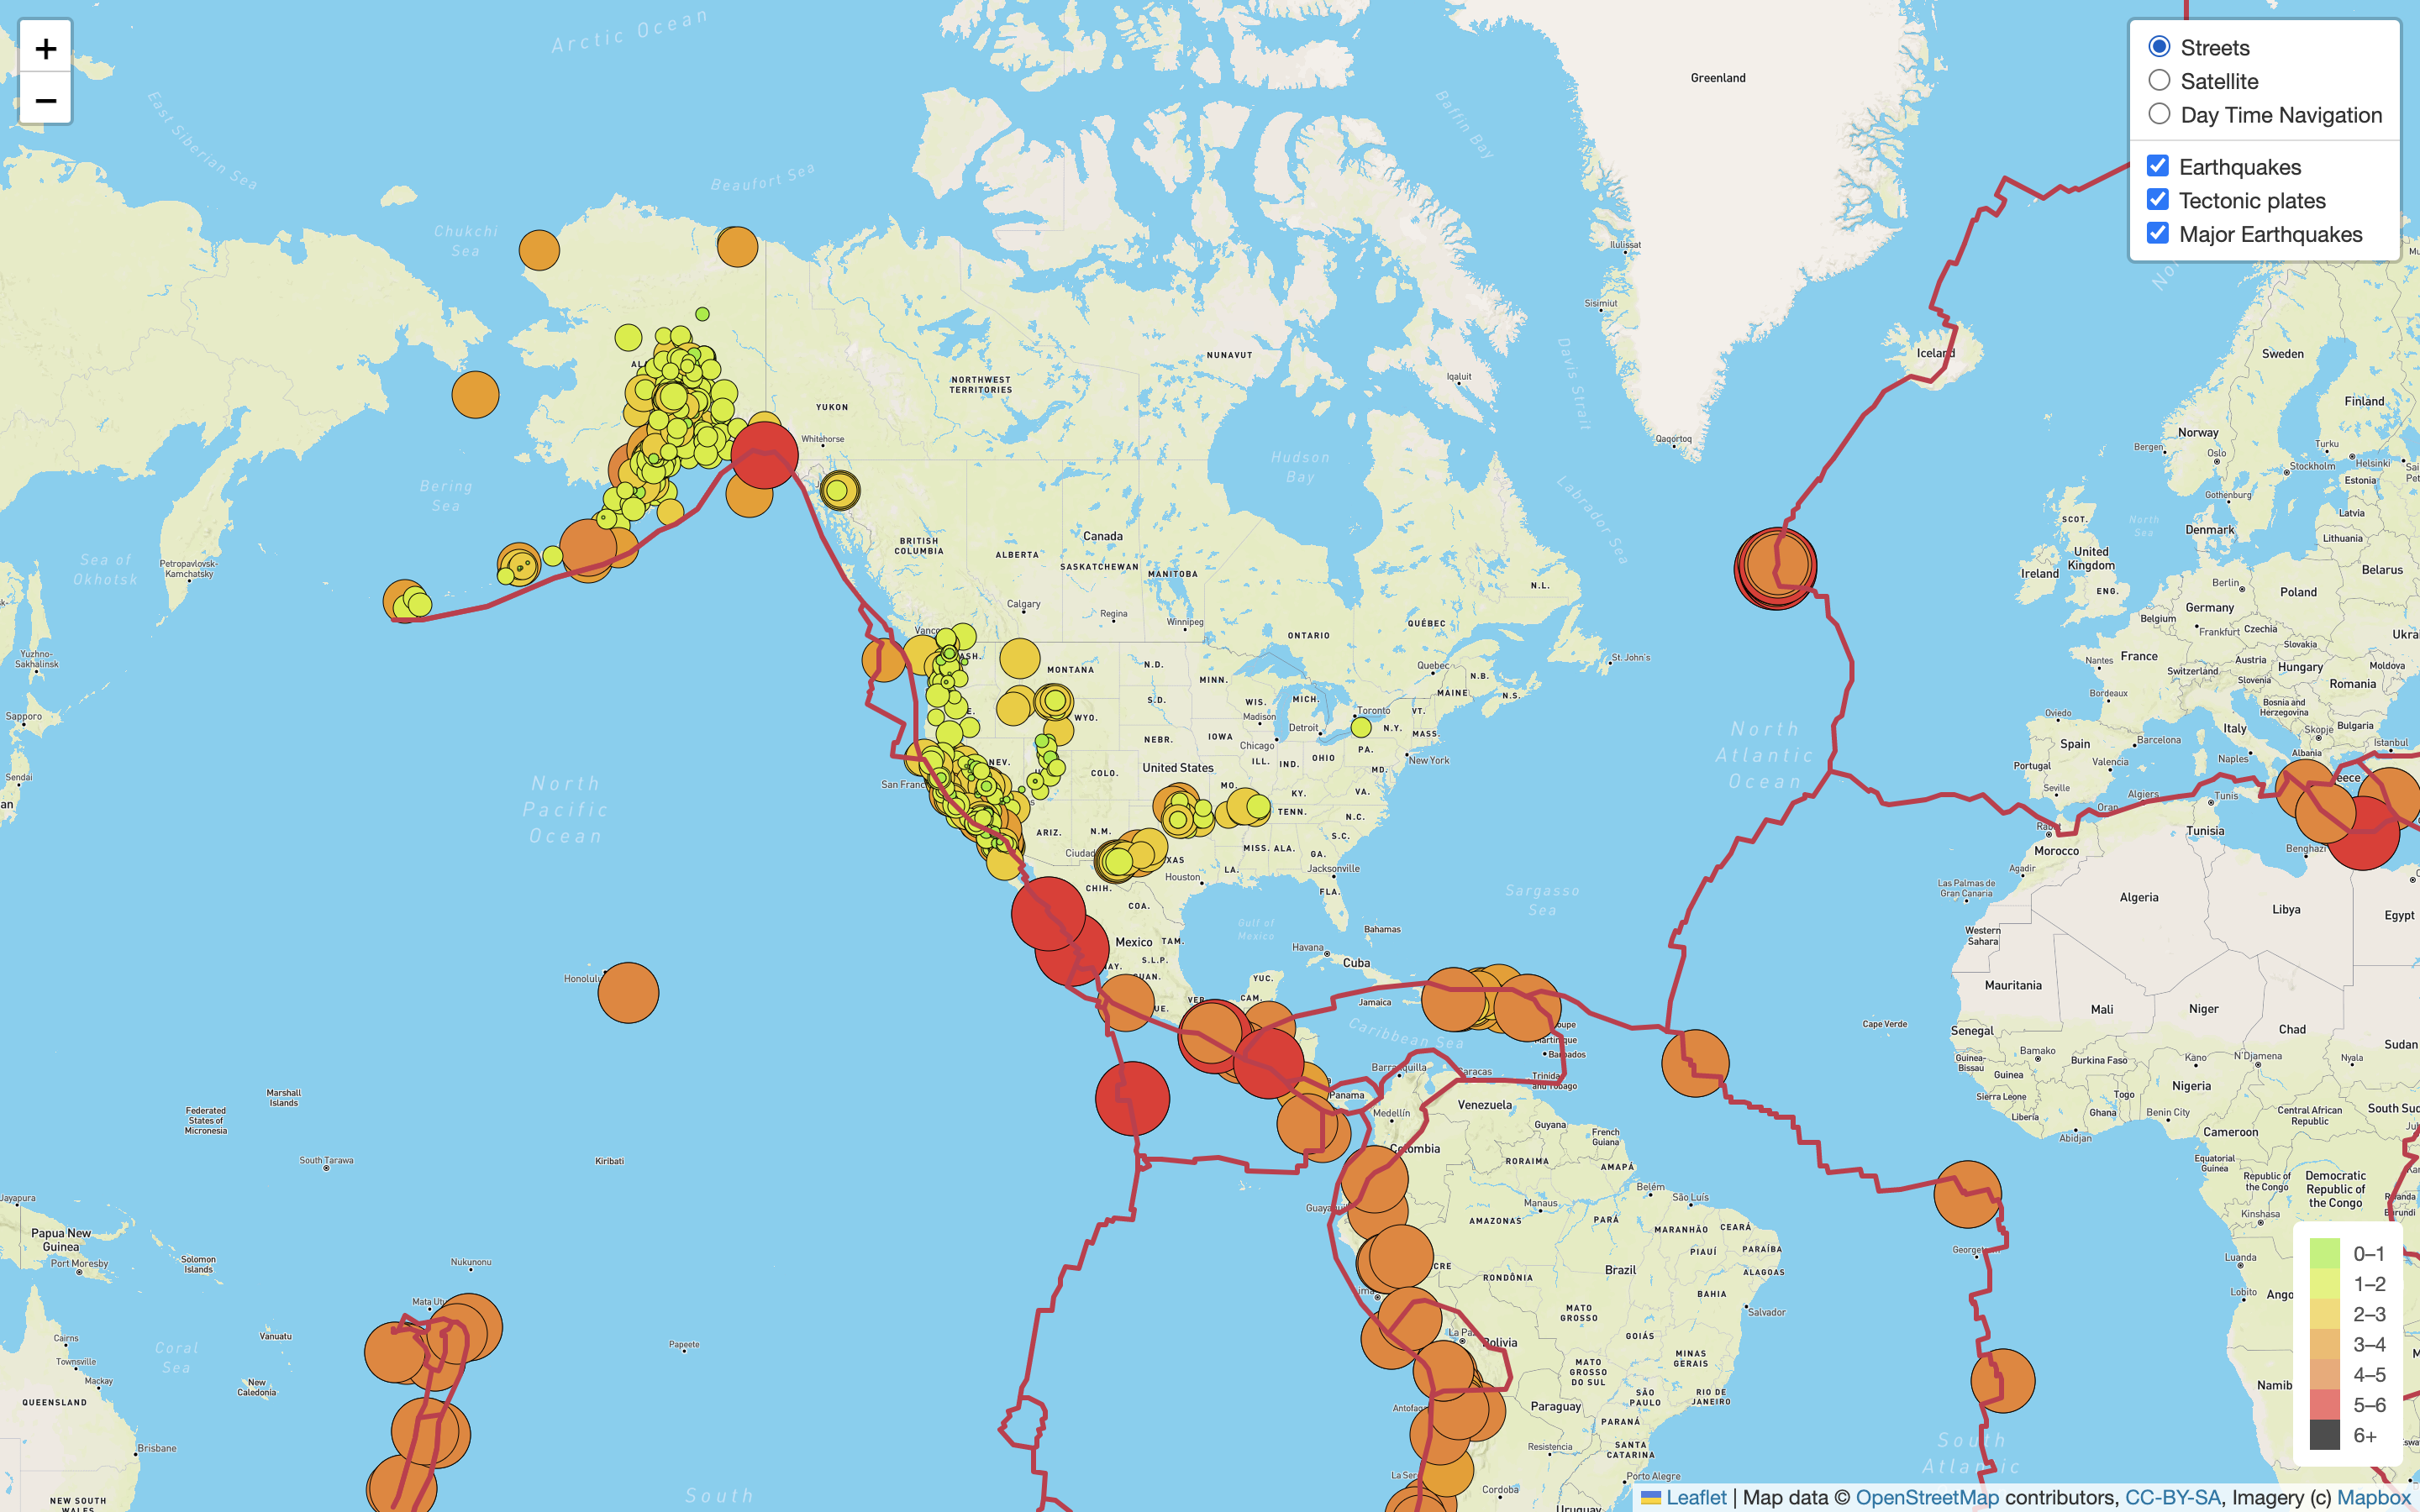 +
−
Streets
Satellite
Day Time Navigation
Earthquakes
Tectonic plates
Major Earthquakes
Arctic Ocean
East Siberian Sea
Beaufort Sea
Baffin Bay
Greenland
Chukchi
Sea
Ilulissat
Sisimiut
Qaqortoq
Davis Strait
Labrador Sea
NUNAVUT
Iqaluit
NORTHWEST
TERRITORIES
YUKON
Whitehorse
Hudson
Bay
Iceland
Sweden
Finland
Norway
Bergen
Oslo
Turku
Helsinki
Stockholm
Estonia
Gothenburg
Latvia
Lithuania
Denmark
North
Sea
SCOT.
United
Kingdom
Ireland
ENG.
Berlin
Belarus
Poland
Germany
Belgium
Frankfurt
Czechia
Slovakia
Ukra
France
Nantes
Austria
Switzerland
Hungary
Moldova
Slovenia
Romania
Bordeaux
Bosnia and
Herzegovina
Oviedo
Italy
Bulgaria
Skopje
Spain
Barcelona
Istanbul
Albania
Naples
Portugal
Valencia
Seville
Algiers
Tunis
Oran
Tunisia
Morocco
Benghazi
Agadir
Las Palmas de
Gran Canaria
Algeria
Libya
Egypt
Western
Sahara
Mauritania
Mali
Niger
Chad
Sudan
Cape Verde
Senegal
Bamako
Burkina Faso
Kano
N'Djamena
Nyala
Guinea-
Bissau
Guinea
Nigeria
Sierra Leone
Togo
Liberia
Ghana
Benin City
Abidjan
Central African
Republic
South Suc
Cameroon
Equatorial
Guinea
Republic of
the Congo
Democratic
Republic of
the Congo
Kinshasa
Burundi
Luanda
Lobito
Ango
Namib
Bering
Sea
Sea of
Okhotsk
Petropavlovsk-
Kamchatsky
Yuzhno-
Sakhalinsk
Sapporo
Sendai
BRITISH
COLUMBIA
ALBERTA
Canada
SASKATCHEWAN
MANITOBA
Calgary
Regina
Winnipeg
ONTARIO
QUÉBEC
N.L.
St. John's
Quebec
N.B.
MAINE
N.S.
MONTANA
N.D.
MINN.
S.D.
WIS.
MICH.
Toronto
VT.
Madison
Detroit
N.Y.
MASS.
WYO.
NEBR.
IOWA
Chicago
PA.
New York
NEV.
COLO.
United States
ILL.
IND.
OHIO
MD.
San Franc
MO.
KY.
VA.
TENN.
ARIZ.
N.M.
N.C.
S.C.
Ciudad
MISS.
ALA.
GA.
Jacksonville
Houston
LA.
FLA.
CHIH.
COA.
Gulf of
Mexico
Bahamas
Mexico
TAM.
S.L.P.
Havana
Cuba
YUC.
CAM.
Jamaica
Caribbean Sea
Sargasso
Sea
North
Atlantic
Ocean
North
Pacific
Ocean
Honolulu
Martinique
Barbados
Trinidad
and Tobago
Barranquilla
Caracas
Panama
Medellín
Venezuela
Guyana
French
Guiana
Colombia
RORAIMA
AMAPÁ
Belém
São Luís
Manaus
AMAZONAS
PARÁ
MARANHÃO
CEARÁ
PIAUÍ
PARAÍBA
ALAGOAS
RONDÔNIA
Brazil
BAHIA
MATO
GROSSO
Salvador
GOIÁS
La Paz
Bolivia
MATO
GROSSO
DO SUL
MINAS
GERAIS
SÃO
PAULO
RIO DE
JANEIRO
Antofag
Paraguay
PARANÁ
Resistencia
SANTA
CATARINA
Porto Alegre
La Ser
Cordoba
Uruguay
Marshall
Islands
Federated
States of
Micronesia
South Tarawa
Kiribati
Papua New
Guinea
Port Moresby
Solomon
Islands
Nukunonu
Mata Ut
Vanuatu
Coral
Sea
New
Caledonia
Papeete
Cairns
Townsville
Mackay
QUEENSLAND
Brisbane
NEW SOUTH
WALES
South
South
Atlantic
0–1
1–2
2–3
3–4
4–5
5–6
6+
Leaflet | Map data © OpenStreetMap contributors, CC-BY-SA, Imagery (c) Mapbox